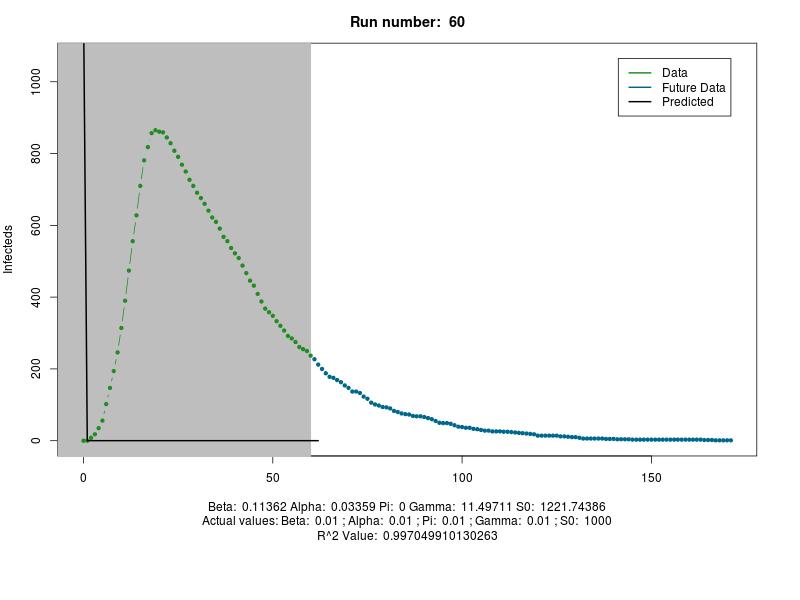 Run number: 60
Data
Future Data
Predicted
Infecteds
1000
800
600
400
200
0
0 50 100 150
Beta: 0.11362 Alpha: 0.03359 Pi: 0 Gamma: 11.49711 S0: 1221.74386
Actual values: Beta: 0.01 ; Alpha: 0.01 ; Pi: 0.01 ; Gamma: 0.01 ; S0: 1000
R^2 Value: 0.997049910130263